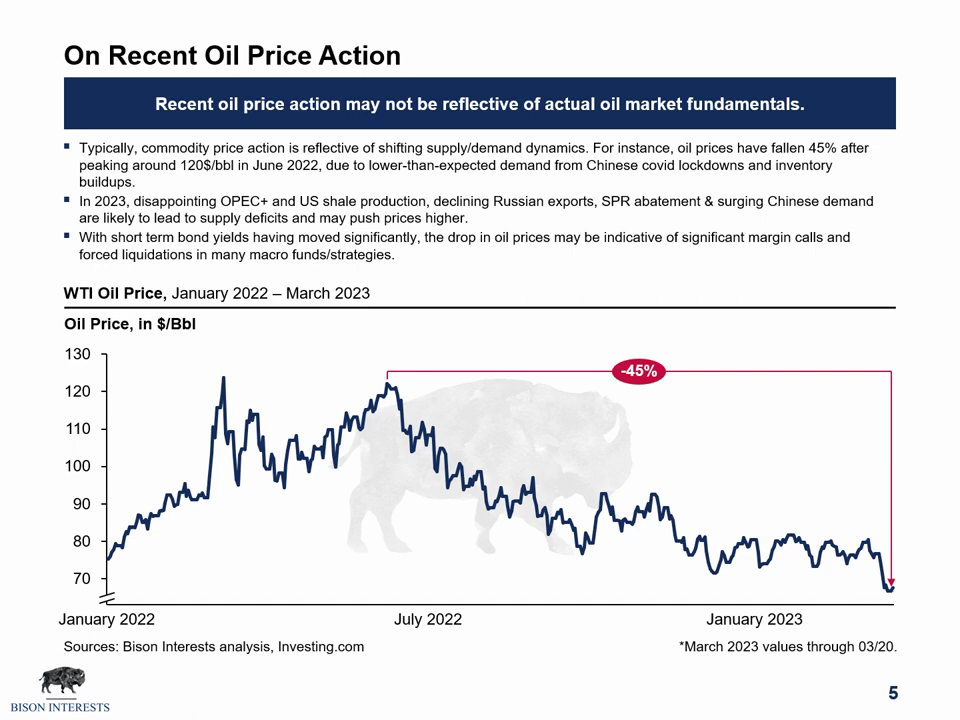 On Recent Oil Price Action
Recent oil price action may not be reflective of actual oil market fundamentals.
▪ Typically, commodity price action is reflective of shifting supply/demand dynamics. For instance, oil prices have fallen 45% after
peaking around 120$/bbl in June 2022, due to lower-than-expected demand from Chinese covid lockdowns and inventory
buildups.
▪ In 2023, disappointing OPEC+ and US shale production, declining Russian exports, SPR abatement & surging Chinese demand
are likely to lead to supply deficits and may push prices higher.
▪ With short term bond yields having moved significantly, the drop in oil prices may be indicative of significant margin calls and
forced liquidations in many macro funds/strategies.
WTI Oil Price, January 2022 – March 2023
Oil Price, in $/Bbl
130
-45%
120
110
100
90
80
70
January 2022 July 2022 January 2023
Sources: Bison Interests analysis, Investing.com *March 2023 values through 03/20.
BISON INTERESTS
5